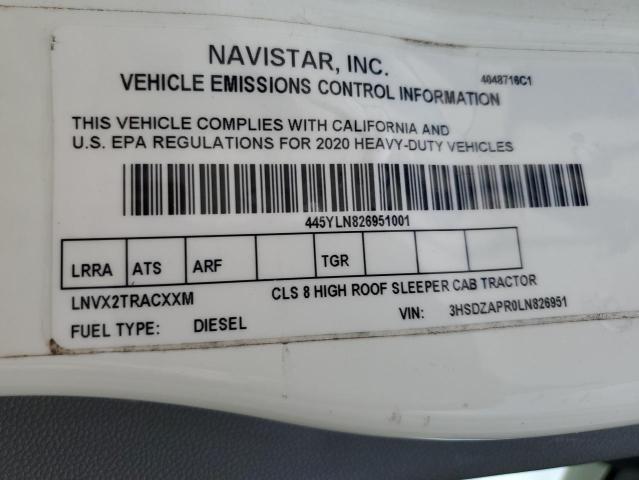 NAVISTAR, INC.
4048716C1
VEHICLE EMISSIONS CONTROL INFORMATION
THIS VEHICLE COMPLIES WITH CALIFORNIA AND
U.S. EPA REGULATIONS FOR 2020 HEAVY-DUTY VEHICLES
445YLN826951001
LRRA ATS ARF TGR
LNVX2TRACXXM CLS 8 HIGH ROOF SLEEPER CAB TRACTOR
FUEL TYPE: DIESEL VIN: 3HSDZAPR0LN826951